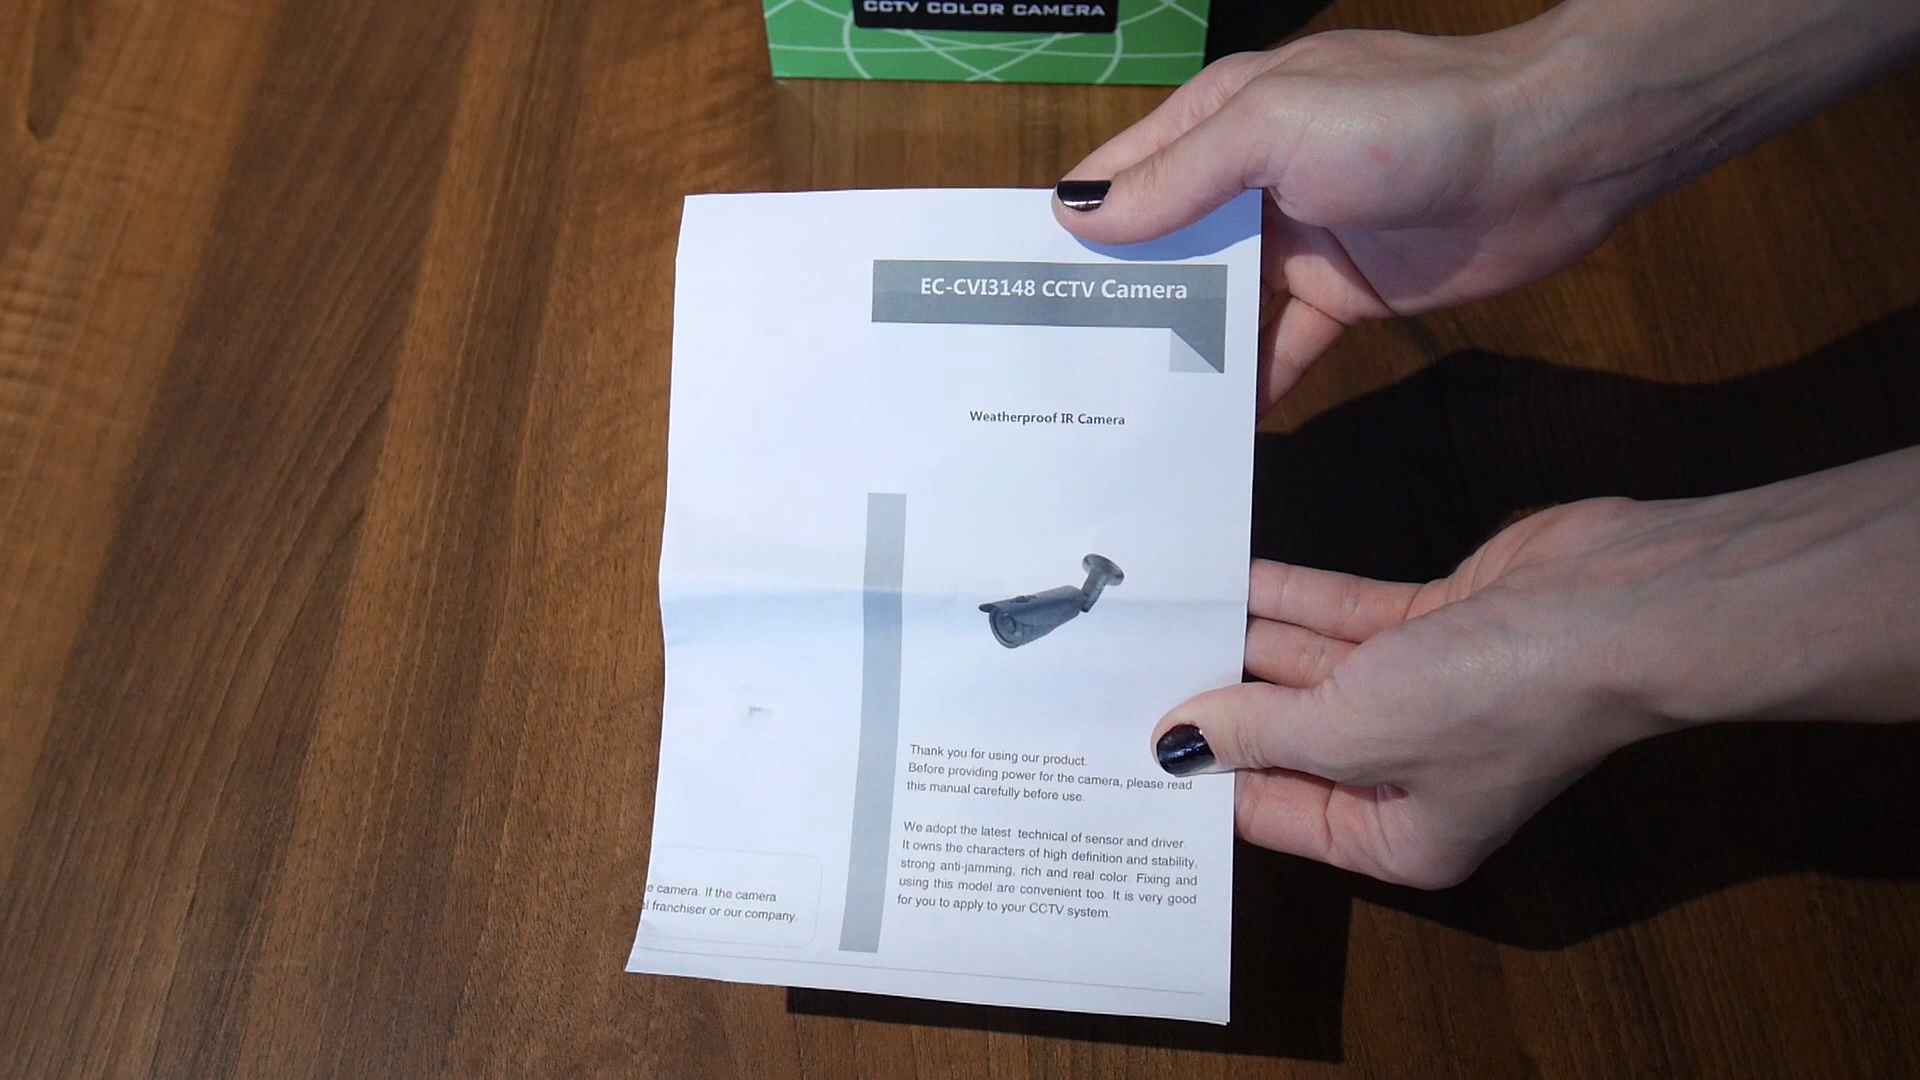 CCTV COLOR CAMERA
EC-CVI3148 CCTV Camera
Weatherproof IR Camera
Thank you for using our product.
Before providing power for the camera, please read
this manual carefully before use.
We adopt the latest technical of sensor and driver.
It owns the characters of high definition and stability,
strong anti-jamming, rich and real color. Fixing and
using this model are convenient too. It is very good
for you to apply to your CCTV system.
e camera. If the camera
franchiser or our company.